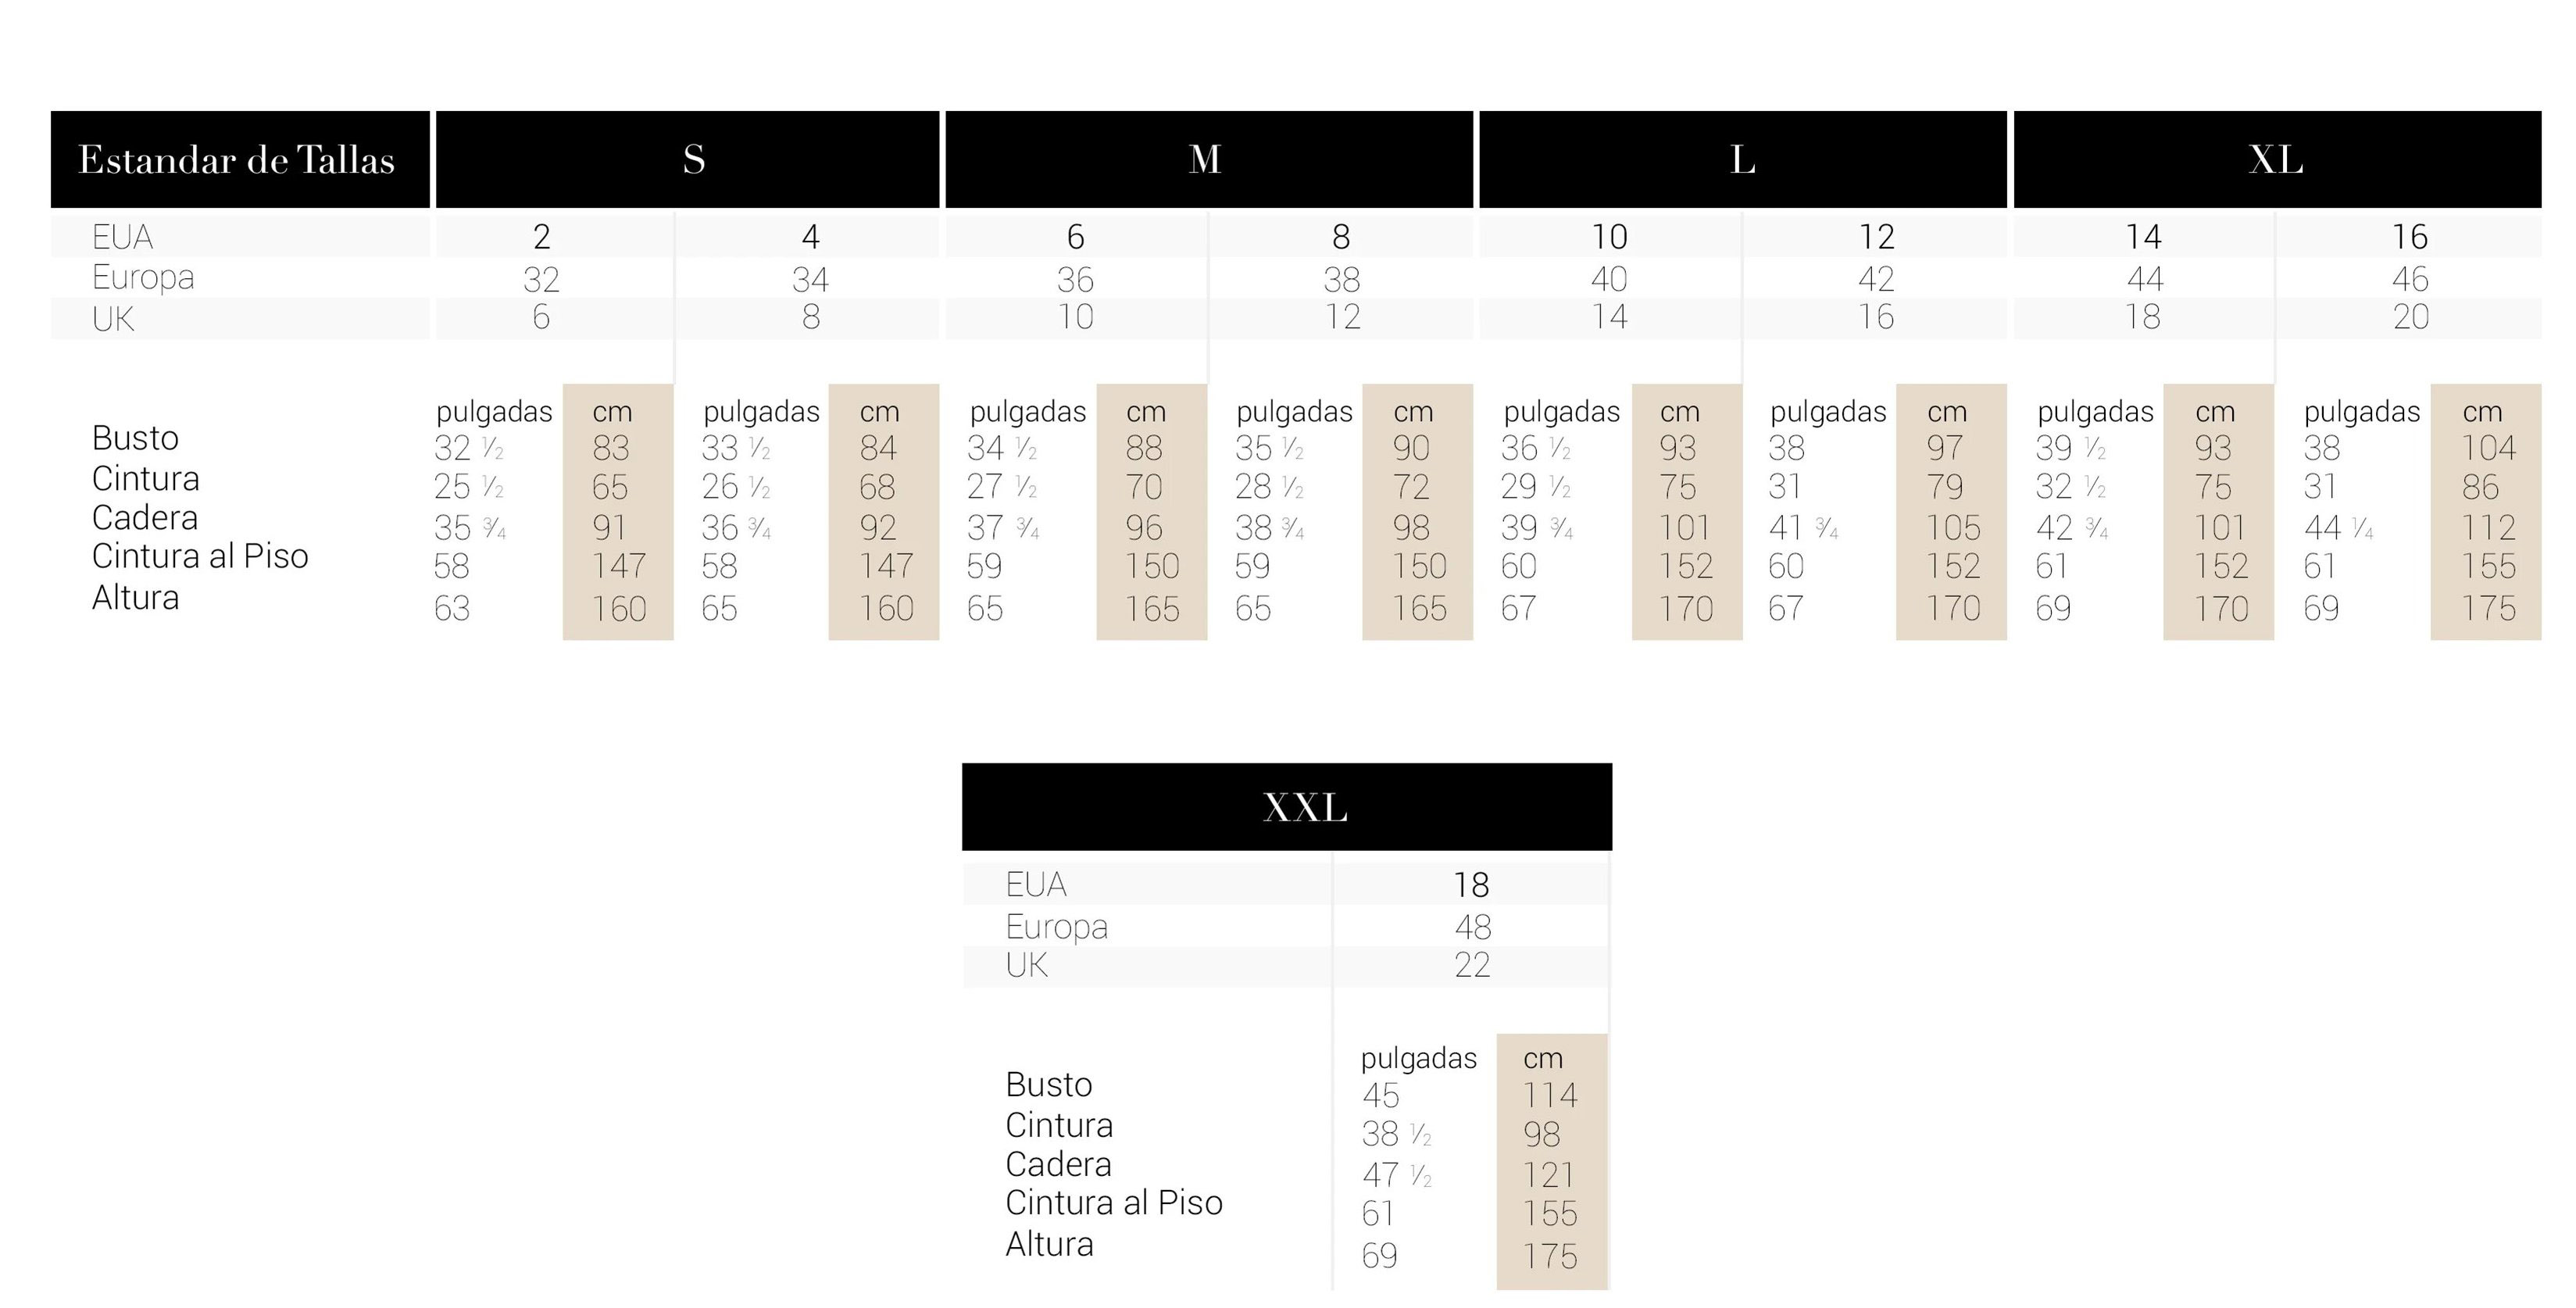 Estandar de Tallas S M L XL
EUA 2 4 6 8 10 12 14 16
Europa 32 34 36 38 40 42 44 46
UK 6 8 10 12 14 16 18 20
pulgadas cm pulgadas cm pulgadas cm pulgadas cm pulgadas cm pulgadas cm pulgadas cm pulgadas cm
Busto 32 ½ 83 33 ½ 84 34 ½ 88 35 ½ 90 36 ½ 93 38 97 39 ½ 93 38 104
Cintura 25 ½ 65 26 ½ 68 27 ½ 70 28 ½ 72 29 ½ 75 31 79 32 ½ 75 31 86
Cadera 35 ¾ 91 36 ¾ 92 37 ¾ 96 38 ¾ 98 39 ¾ 101 41 ¾ 105 42 ¾ 101 44 ¼ 112
Cintura al Piso 58 147 58 147 59 150 59 150 60 152 60 152 61 152 61 155
Altura 63 160 65 160 65 165 65 165 67 170 67 170 69 170 69 175
XXL
EUA 18
Europa 48
UK 22
pulgadas cm
Busto 45 114
Cintura 38 ½ 98
Cadera 47 ½ 121
Cintura al Piso 61 155
Altura 69 175